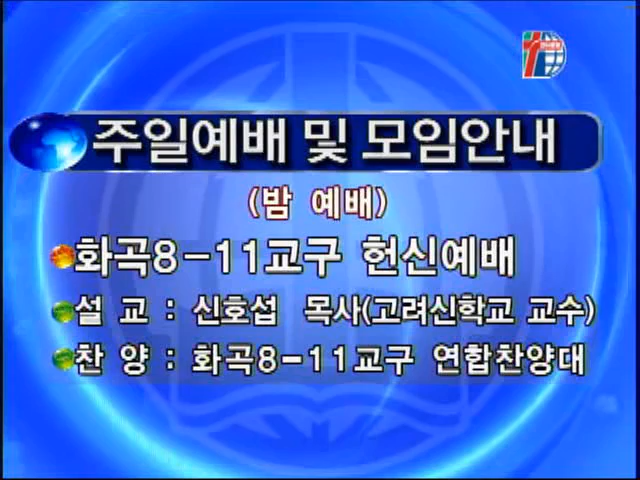 주일예배 및 모임안내
(밤 예배)
화곡8-11교구 헌신예배
설 교 : 신호섭 목사(고려신학교 교수)
찬 양 : 화곡8-11교구 연합찬양대